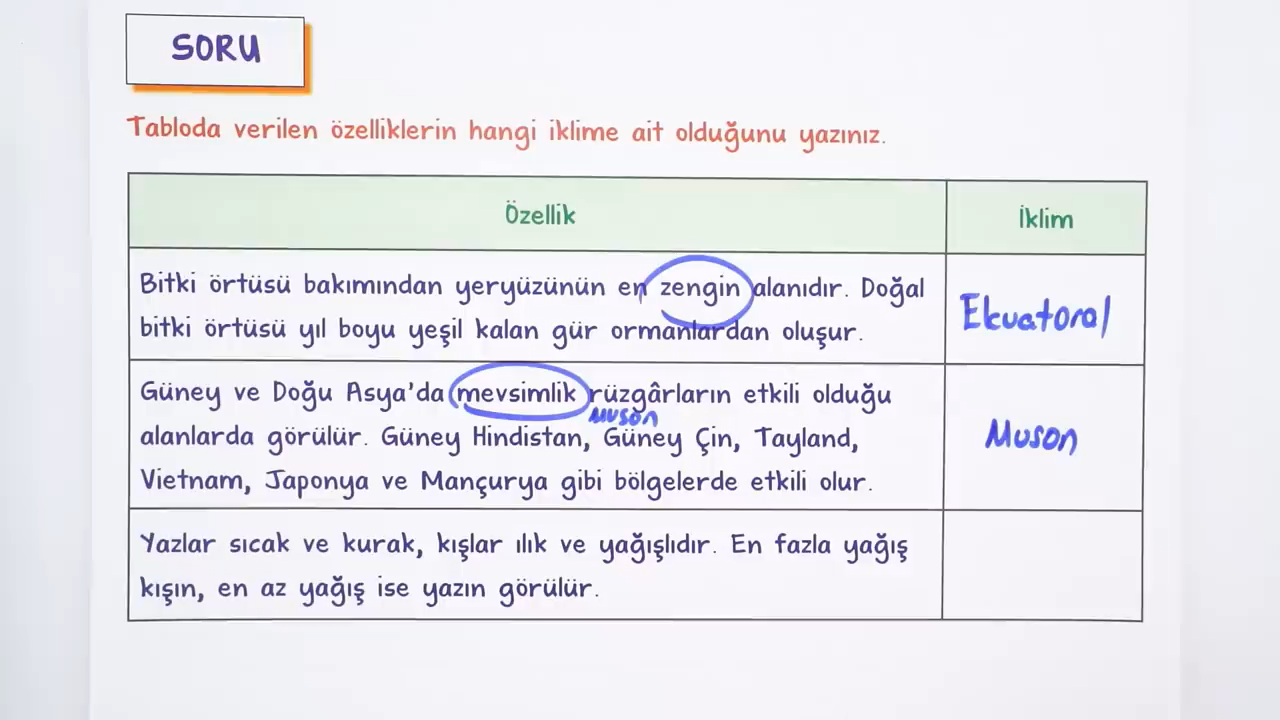 SORU
Tabloda verilen özelliklerin hangi iklime ait olduğunu yazınız.
Özellik
İklim
Bitki örtüsü bakımından yeryüzünün en zengin alanıdır. Doğal
bitki örtüsü yıl boyu yeşil kalan gür ormanlardan oluşur.
Ekuatoral
Güney ve Doğu Asya'da mevsimlik rüzgârların etkili olduğu
muson
alanlarda görülür. Güney Hindistan, Güney Çin, Tayland,
Vietnam, Japonya ve Mançurya gibi bölgelerde etkili olur.
Muson
Yazlar sıcak ve kurak, kışlar ılık ve yağışlıdır. En fazla yağış
kışın, en az yağış ise yazın görülür.